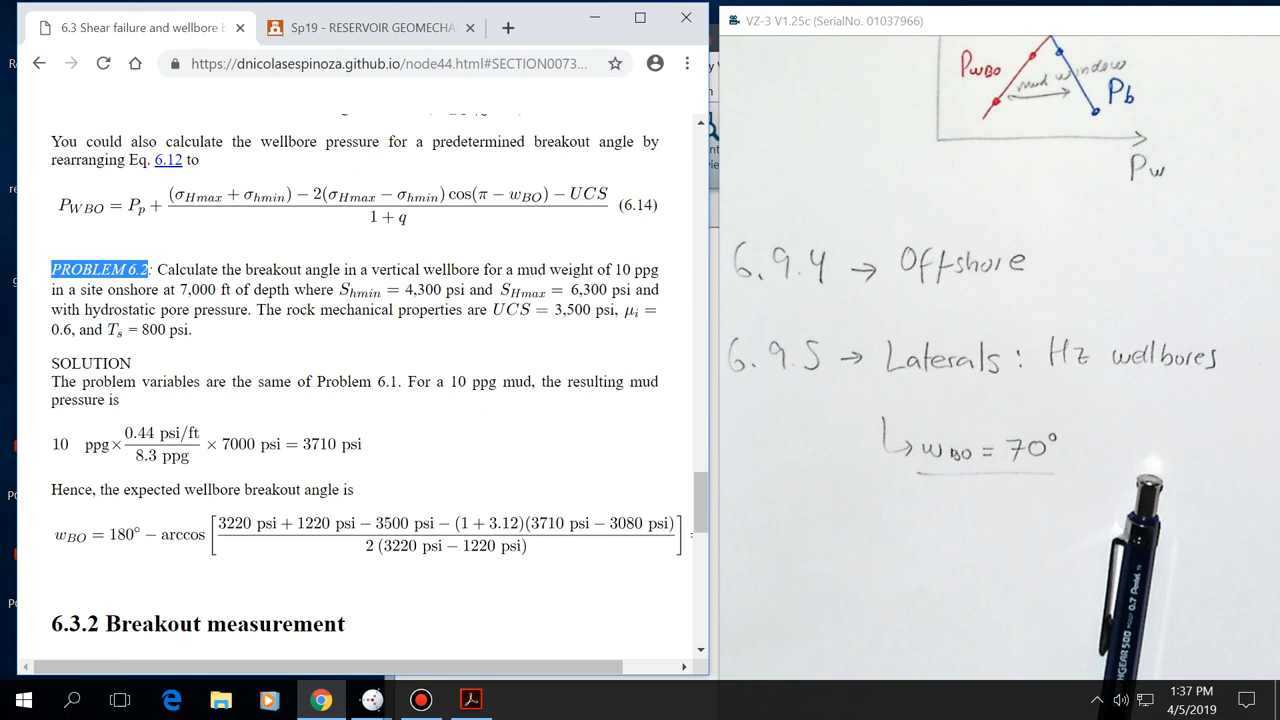 6.3 Shear failure and wellbore b
Sp19 - RESERVOIR GEOMECHA
https://dnicolasespinoza.github.io/node44.html#SECTION0073...
You could also calculate the wellbore pressure for a predetermined breakout angle by
rearranging Eq. 6.12 to
P_WBO = P_p + (σ_Hmax + σ_hmin) − 2(σ_Hmax − σ_hmin) cos(π − w_BO) − UCS / 1 + q (6.14)
PROBLEM 6.2: Calculate the breakout angle in a vertical wellbore for a mud weight of 10 ppg
in a site onshore at 7,000 ft of depth where S_hmin = 4,300 psi and S_Hmax = 6,300 psi and
with hydrostatic pore pressure. The rock mechanical properties are UCS = 3,500 psi, μ_i =
0.6, and T_s = 800 psi.
SOLUTION
The problem variables are the same of Problem 6.1. For a 10 ppg mud, the resulting mud
pressure is
10 ppg× 0.44 psi/ft / 8.3 ppg × 7000 psi = 3710 psi
Hence, the expected wellbore breakout angle is
w_BO = 180° − arccos [ 3220 psi + 1220 psi − 3500 psi − (1 + 3.12)(3710 psi − 3080 psi) / 2 (3220 psi − 1220 psi) ] =
6.3.2 Breakout measurement
VZ-3 V1.25c (SerialNo. 01037966)
P_WBO
mud window
P_b
P_w
6.9.4 → Offshore
6.9.5 → Laterals: Hz wellbores
↳ w_BO = 70°
0.7 Pentel
GRAPHGEAR 500
1:37 PM
4/5/2019